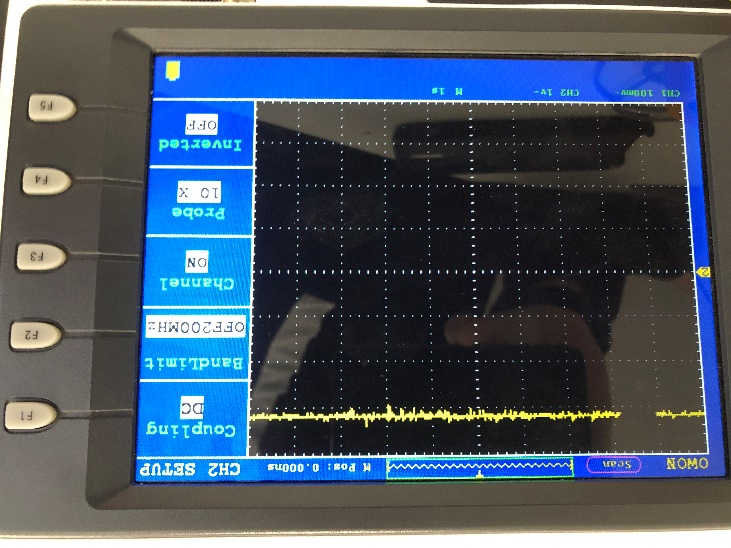 OWON
Scan
M Pos: 0.000ns
CH2 SETUP
Coupling
DC
BandLimit
OFF200MHz
Channel
ON
Probe
10 X
Inverted
OFF
F1
F2
F3
F4
F5
2
CH1 100mv~
CH2 1v~
M 1s